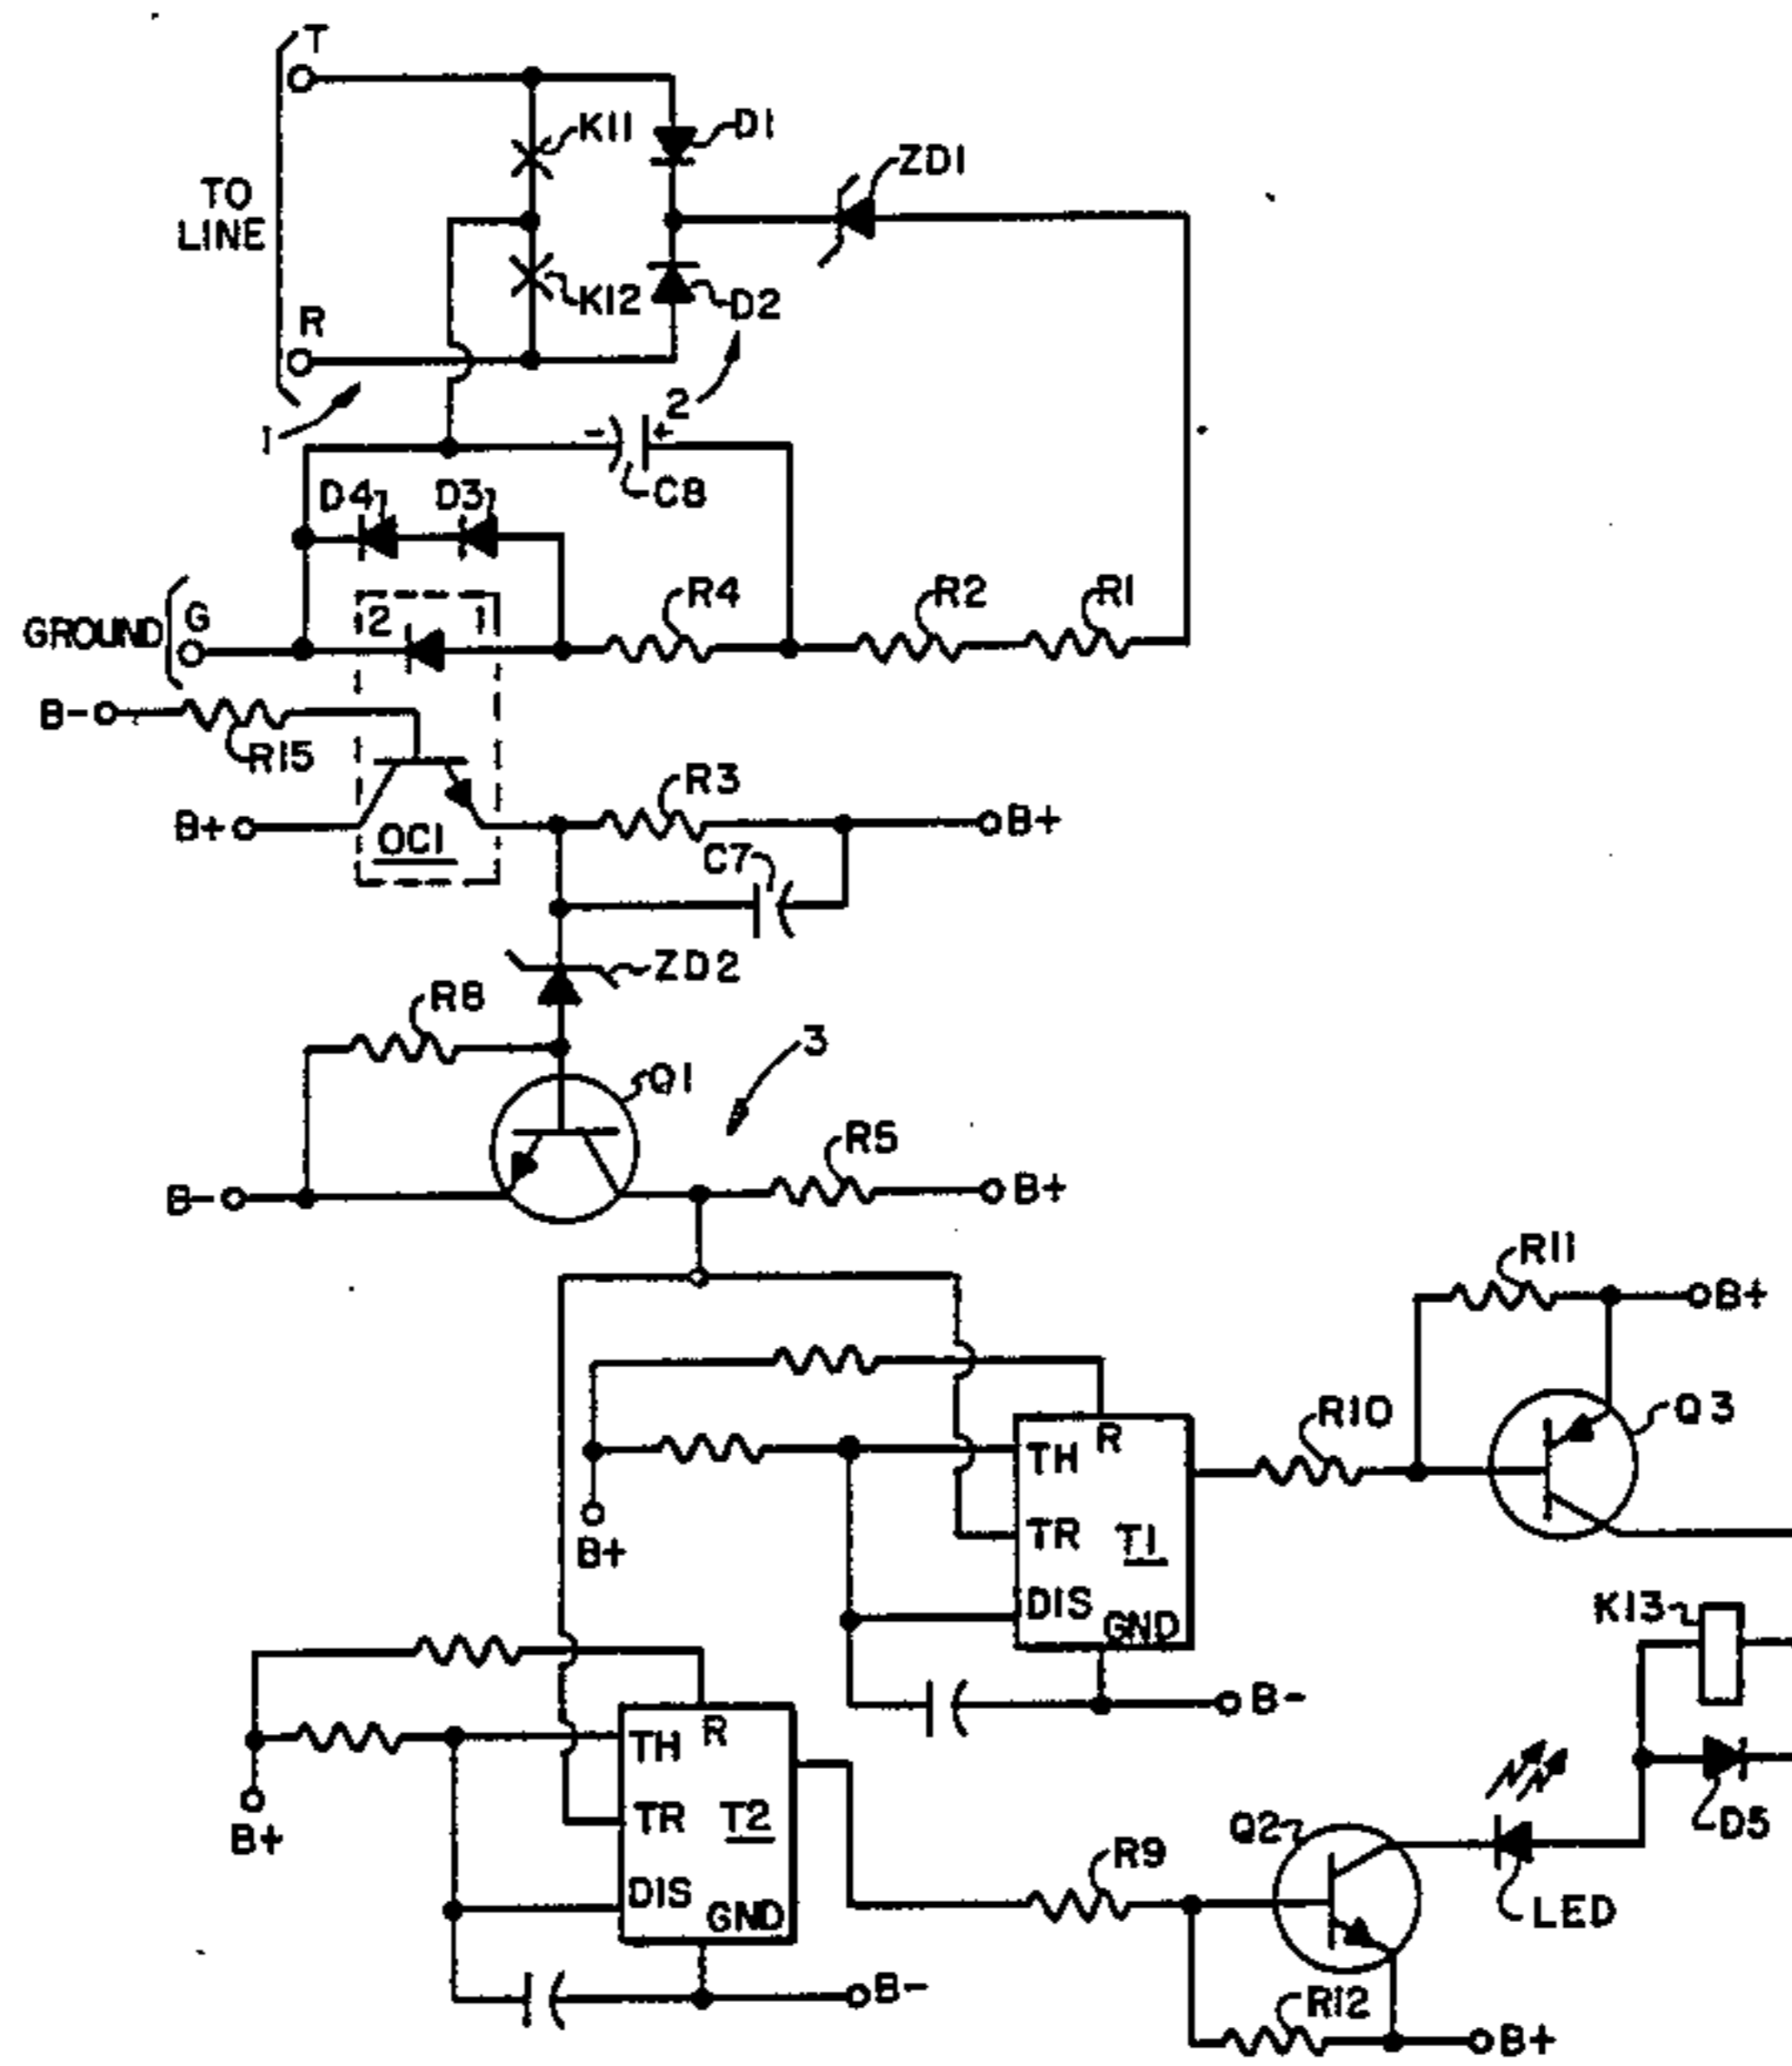 T
K11
D1
ZD1
TO
LINE
R
K12
D2
1
2
-
+
C8
D4
D3
GROUND
G
2
1
R4
R2
R1
B-
R15
B+
OC1
R3
B+
C7
ZD2
R8
3
Q1
R5
B-
B+
R11
B+
R10
Q3
TH
R
TR
T1
B+
DIS
GND
K13
B-
TH
R
TR
T2
B+
Q2
D5
R9
DIS
GND
LED
B-
R12
B+